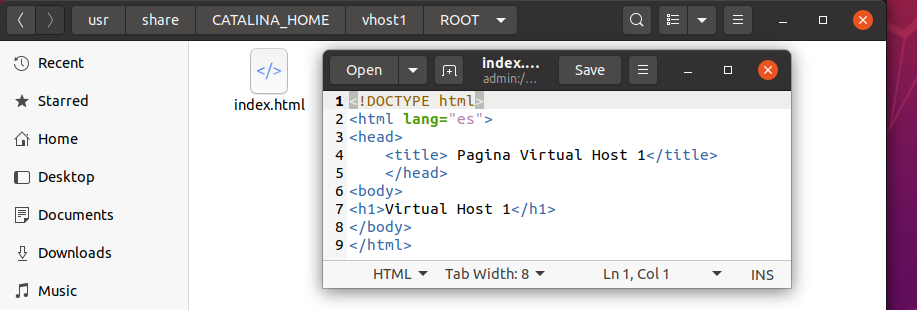 usr share CATALINA_HOME vhost1 ROOT
Recent
Starred
Home
Desktop
Documents
Downloads
Music
</>
index.html
Open index.... Save
admin:/...
1 <!DOCTYPE html>
2 <html lang="es">
3 <head>
4     <title> Pagina Virtual Host 1</title>
5     </head>
6 <body>
7 <h1>Virtual Host 1</h1>
8 </body>
9 </html>
HTML Tab Width: 8 Ln 1, Col 1 INS